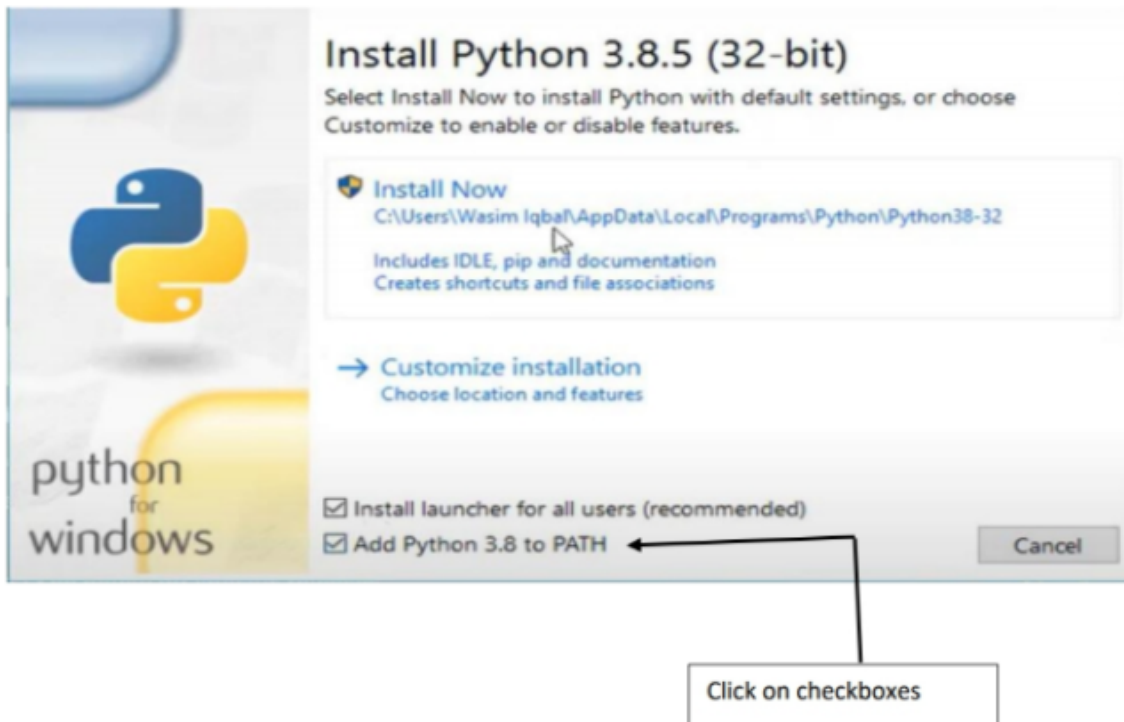 Install Python 3.8.5 (32-bit)
Select Install Now to install Python with default settings, or choose
Customize to enable or disable features.
Install Now
C:\Users\Wasim Iqbal\AppData\Local\Programs\Python\Python38-32
Includes IDLE, pip and documentation
Creates shortcuts and file associations
→ Customize installation
Choose location and features
python
for
windows
Install launcher for all users (recommended)
Add Python 3.8 to PATH
Cancel
Click on checkboxes